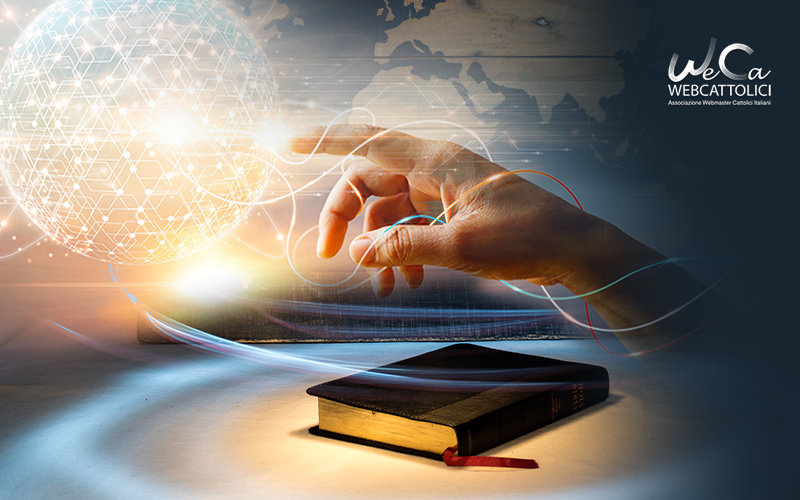 WeCa
WEBCATTOLICI
Associazione Webmaster Cattolici Italiani